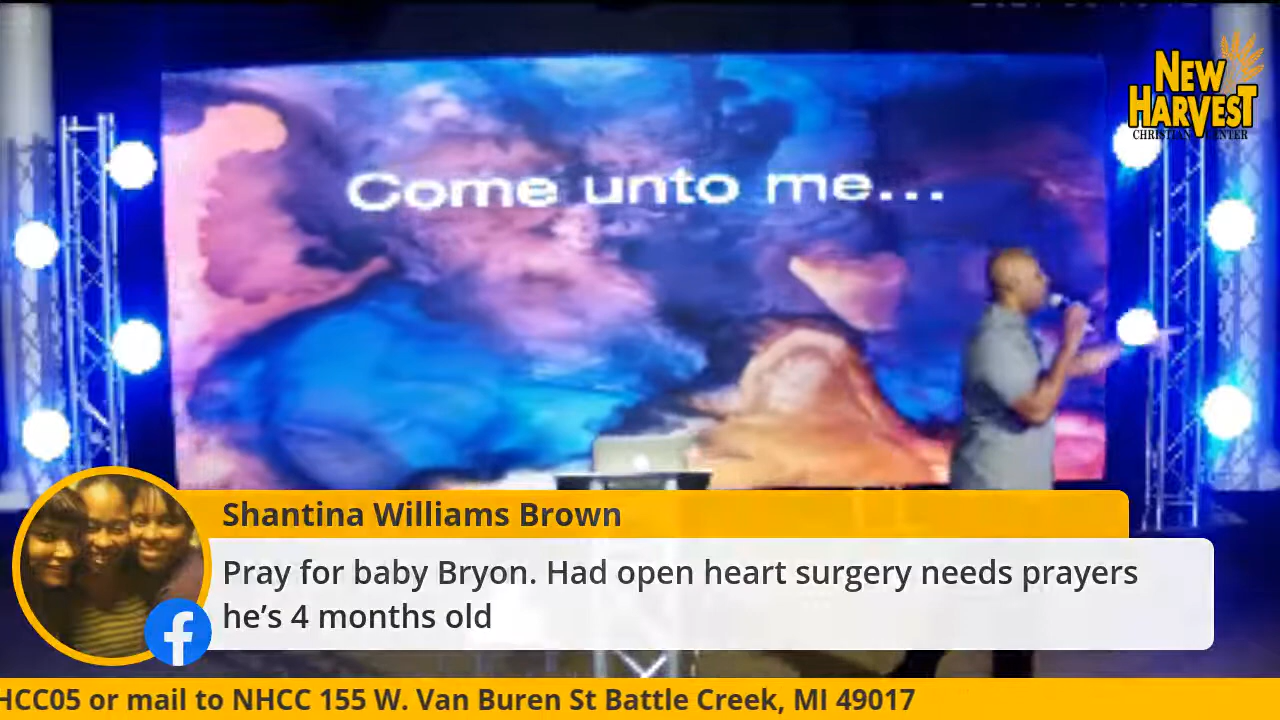 NEW
HARVEST
CHRISTIAN CENTER
Come unto me...
Shantina Williams Brown
Pray for baby Bryon. Had open heart surgery needs prayers
he's 4 months old
HCC05 or mail to NHCC 155 W. Van Buren St Battle Creek, MI 49017